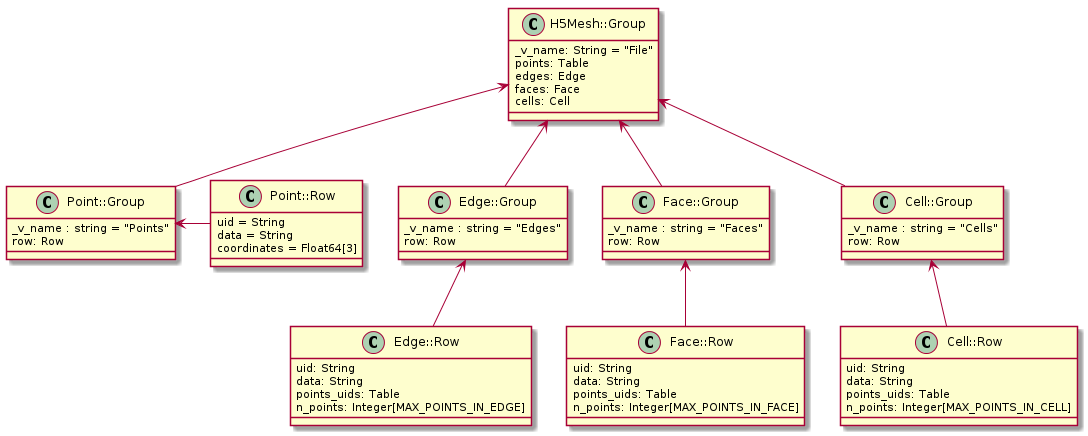 C H5Mesh::Group
_v_name: String = "File"
points: Table
edges: Edge
faces: Face
cells: Cell
C Point::Group
_v_name : string = "Points"
row: Row
C Point::Row
uid = String
data = String
coordinates = Float64[3]
C Edge::Group
_v_name : string = "Edges"
row: Row
C Face::Group
_v_name : string = "Faces"
row: Row
C Cell::Group
_v_name : string = "Cells"
row: Row
C Edge::Row
uid: String
data: String
points_uids: Table
n_points: Integer[MAX_POINTS_IN_EDGE]
C Face::Row
uid: String
data: String
points_uids: Table
n_points: Integer[MAX_POINTS_IN_FACE]
C Cell::Row
uid: String
data: String
points_uids: Table
n_points: Integer[MAX_POINTS_IN_CELL]